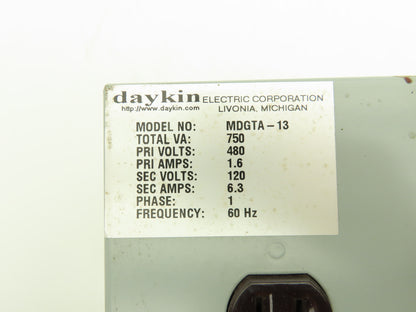 daykin ELECTRIC CORPORATION
http://www.daykin.com LIVONIA, MICHIGAN
MODEL NO: MDGTA - 13
TOTAL VA: 750
PRI VOLTS: 480
PRI AMPS: 1.6
SEC VOLTS: 120
SEC AMPS: 6.3
PHASE: 1
FREQUENCY: 60 Hz